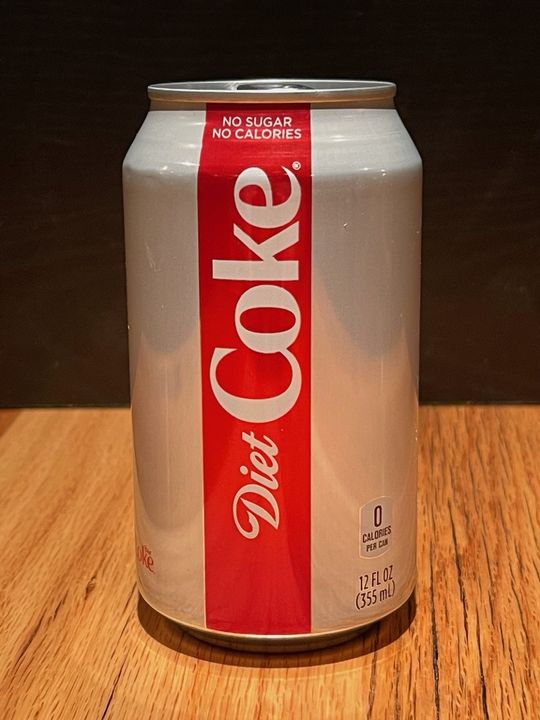 NO SUGAR
NO CALORIES
Diet Coke®
0
CALORIES
PER CAN
12 FL OZ
(355 mL)